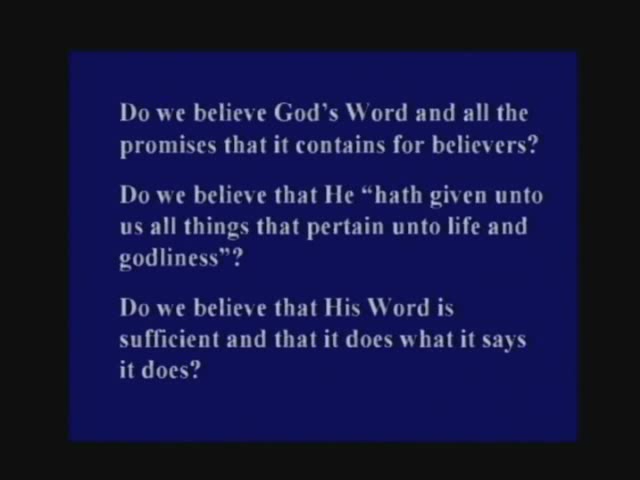 Do we believe God’s Word and all the
promises that it contains for believers?
Do we believe that He “hath given unto
us all things that pertain unto life and
godliness”?
Do we believe that His Word is
sufficient and that it does what it says
it does?